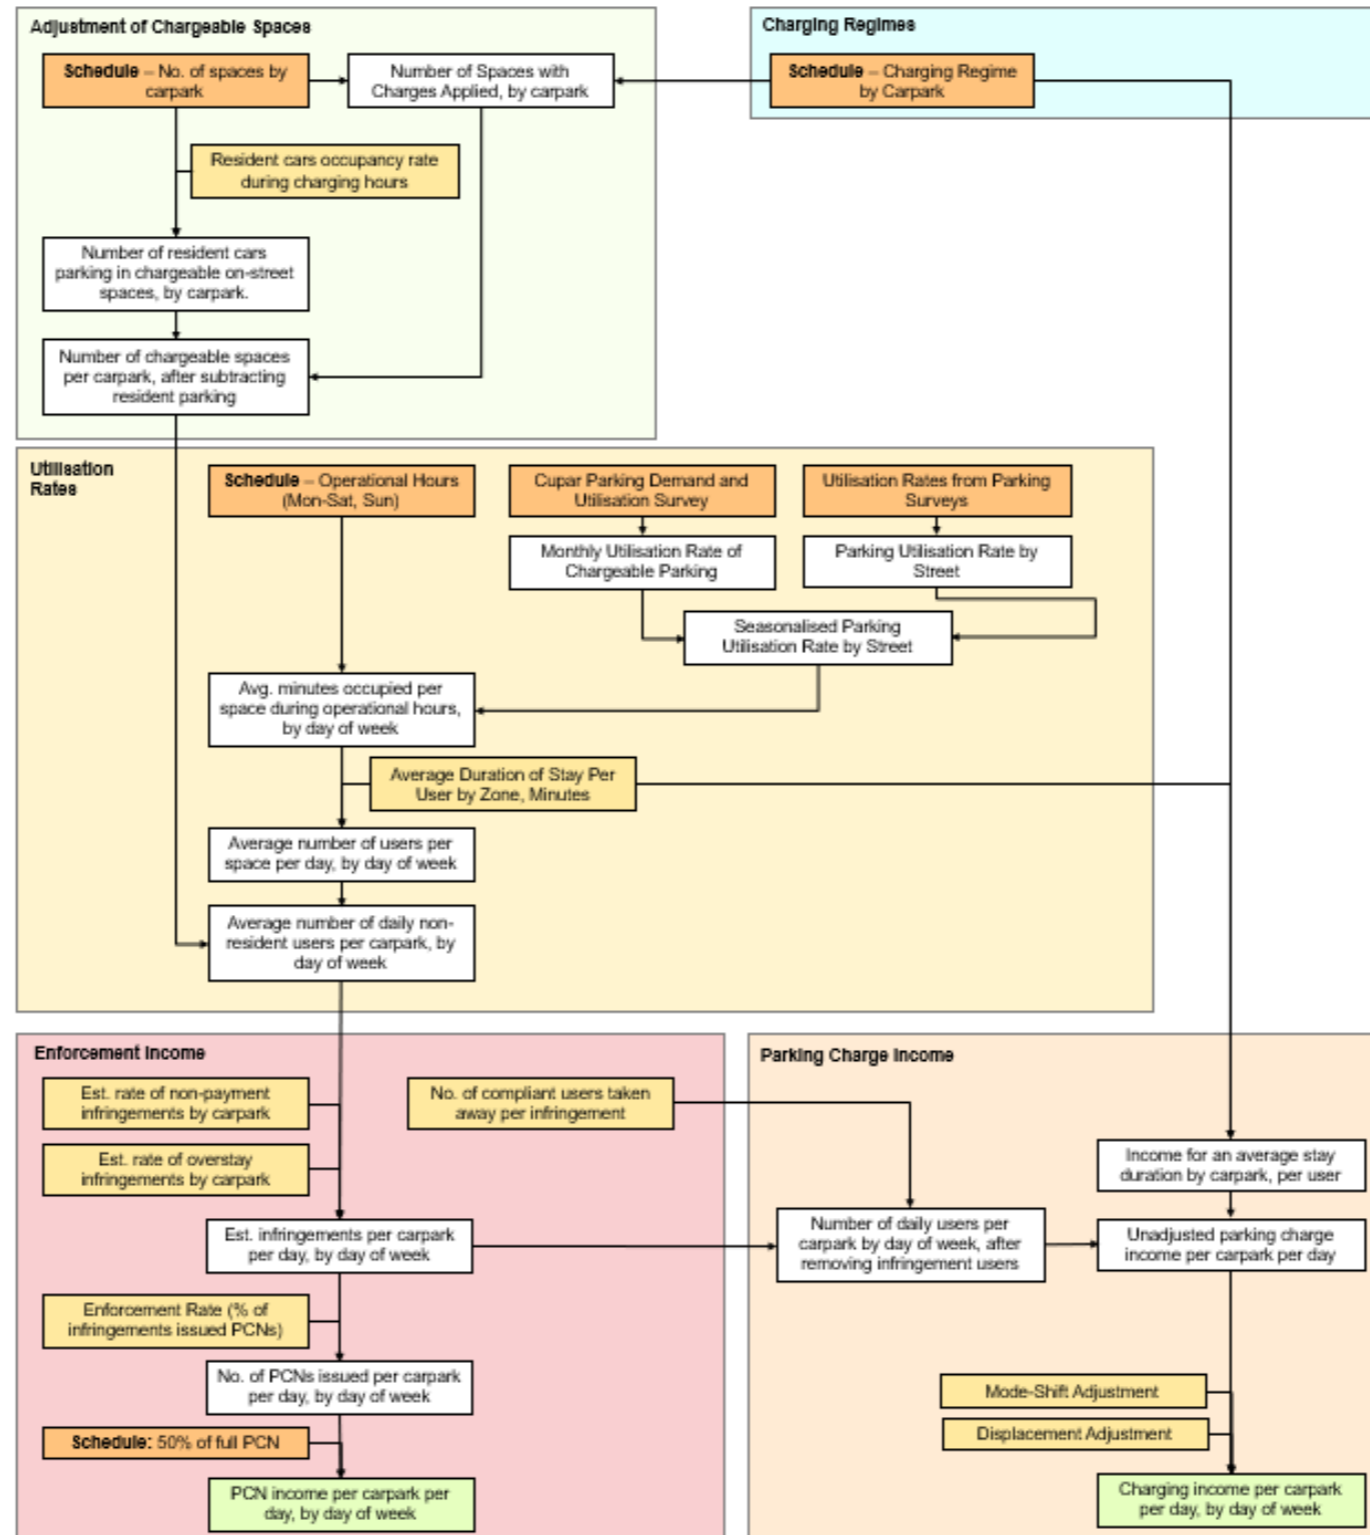 Adjustment of Chargeable Spaces
Schedule – No. of spaces by
carpark
Number of Spaces with
Charges Applied, by carpark
Resident cars occupancy rate
during charging hours
Number of resident cars
parking in chargeable on-street
spaces, by carpark.
Number of chargeable spaces
per carpark, after subtracting
resident parking
Charging Regimes
Schedule – Charging Regime
by Carpark
Utilisation
Rates
Schedule – Operational Hours
(Mon-Sat, Sun)
Cupar Parking Demand and
Utilisation Survey
Utilisation Rates from Parking
Surveys
Monthly Utilisation Rate of
Chargeable Parking
Parking Utilisation Rate by
Street
Seasonalised Parking
Utilisation Rate by Street
Avg. minutes occupied per
space during operational hours,
by day of week
Average Duration of Stay Per
User by Zone, Minutes
Average number of users per
space per day, by day of week
Average number of daily non-
resident users per carpark, by
day of week
Enforcement Income
Est. rate of non-payment
infringements by carpark
No. of compliant users taken
away per infringement
Est. rate of overstay
infringements by carpark
Est. infringements per carpark
per day, by day of week
Enforcement Rate (% of
infringements issued PCNs)
No. of PCNs issued per carpark
per day, by day of week
Schedule: 50% of full PCN
PCN income per carpark per
day, by day of week
Parking Charge Income
Income for an average stay
duration by carpark, per user
Number of daily users per
carpark by day of week, after
removing infringement users
Unadjusted parking charge
income per carpark per day
Mode-Shift Adjustment
Displacement Adjustment
Charging income per carpark
per day, by day of week